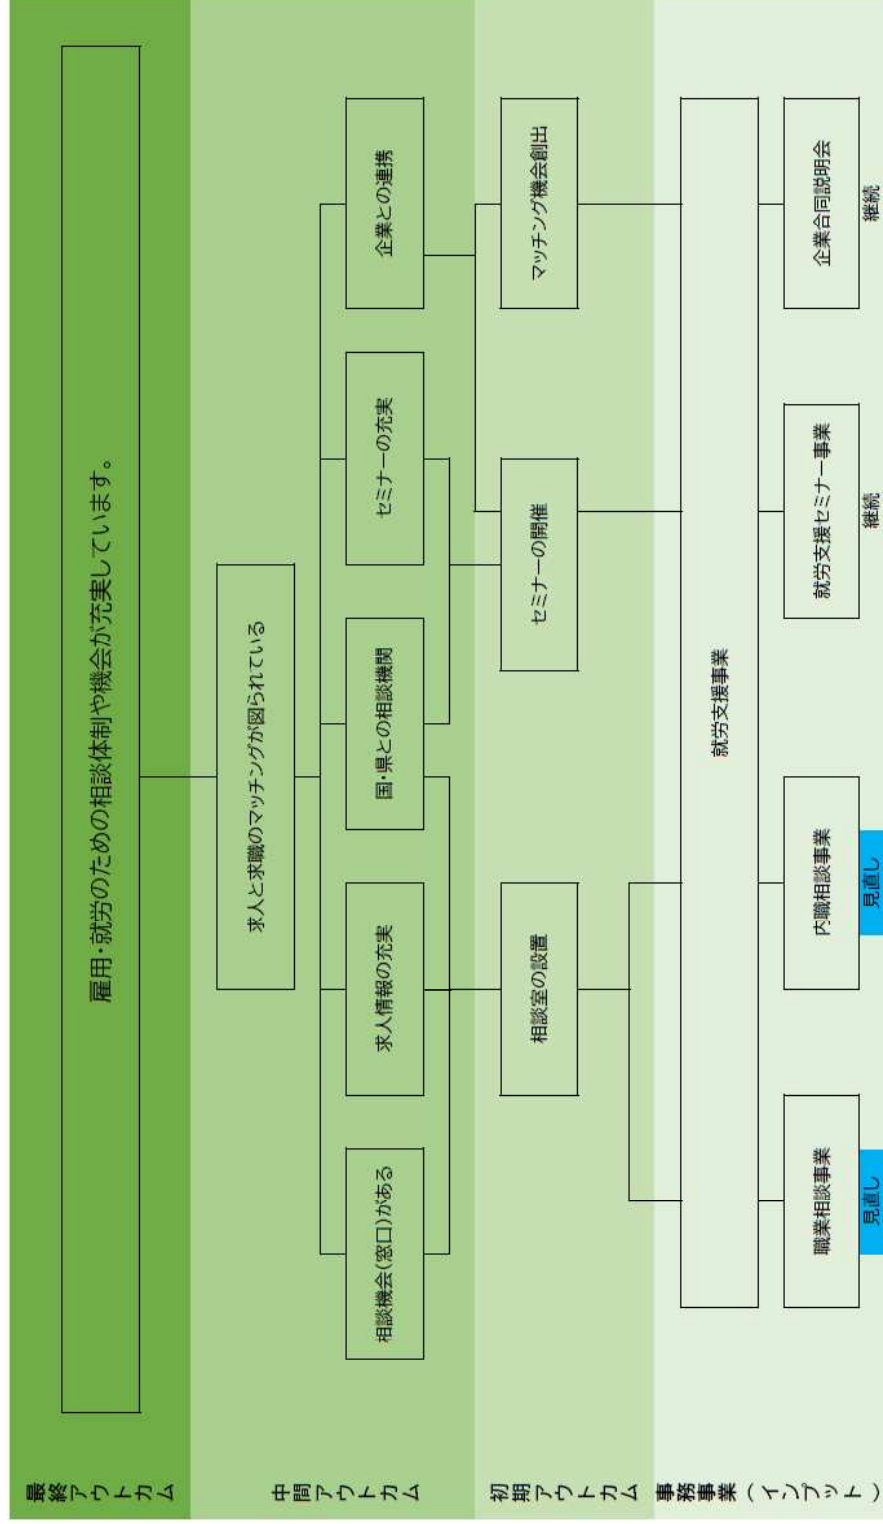 最終アウトカム
雇用・就労のための相談体制や機会が充実しています。
中間アウトカム
求人と求職のマッチングが図られている
相談機会(窓口)がある
求人情報の充実
国・県との相談機関
セミナーの充実
企業との連携
初期アウトカム
相談室の設置
セミナーの開催
マッチング機会創出
事務事業(インプット)
就労支援事業
職業相談事業
内職相談事業
就労支援セミナー事業
企業合同説明会
見直し
見直し
継続
継続